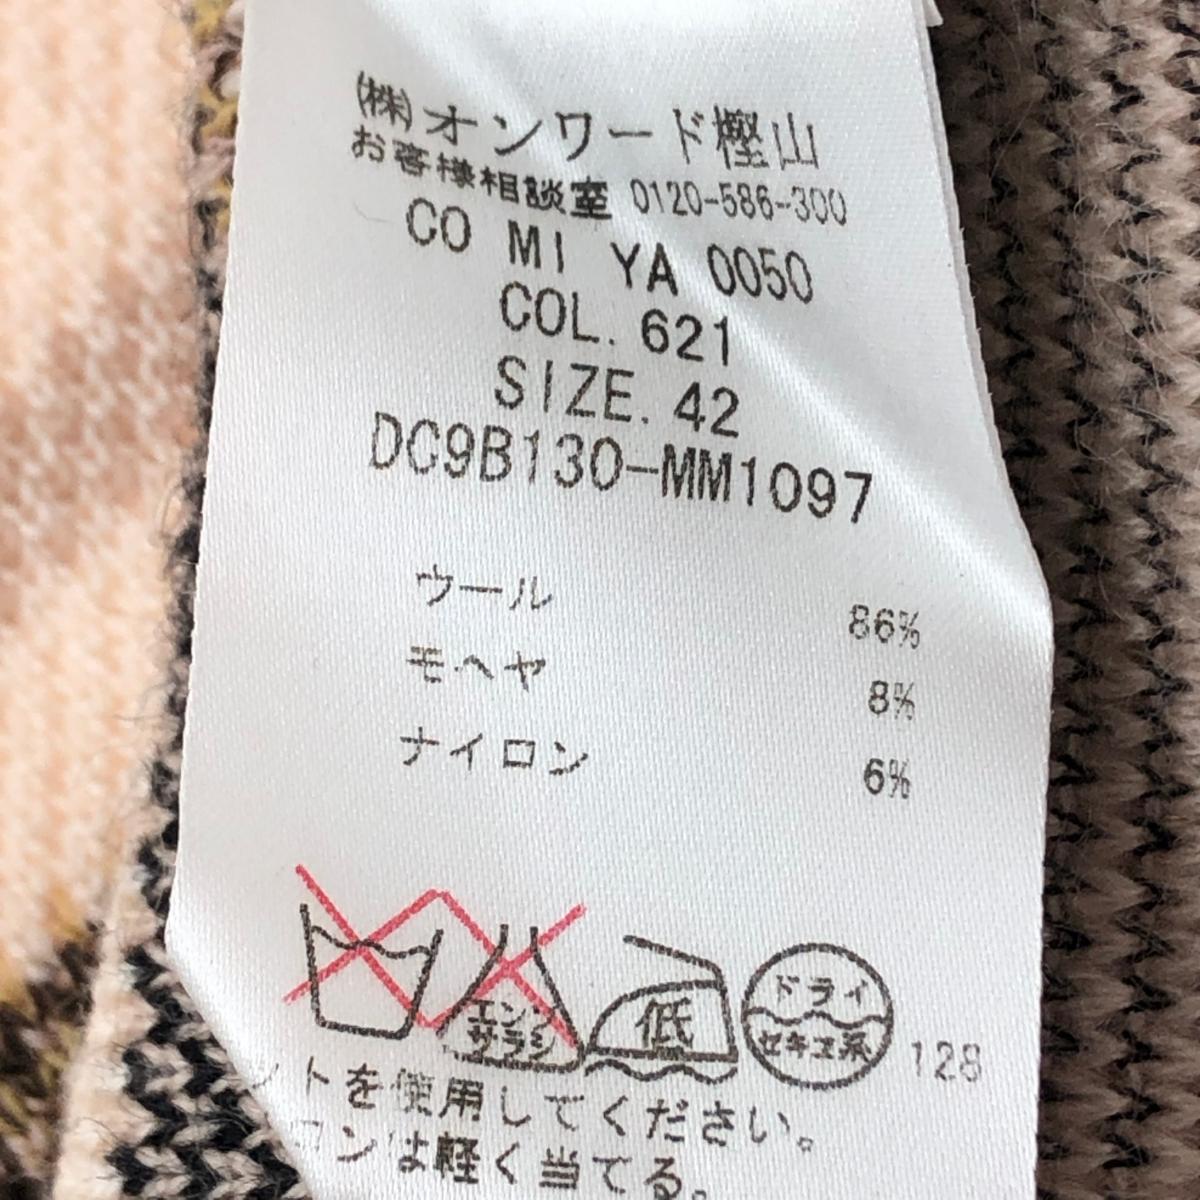 (株)オンワード樫山
お客様相談室 0120-586-300
CO MI YA 0050
COL. 621
SIZE. 42
DC9B130-MM1097
ウール 86%
モヘヤ 8%
ナイロン 6%
エンソ
サラシ
低
ドライ
セキユ系
128
ントを使用してください。
ロンは軽く当てる。